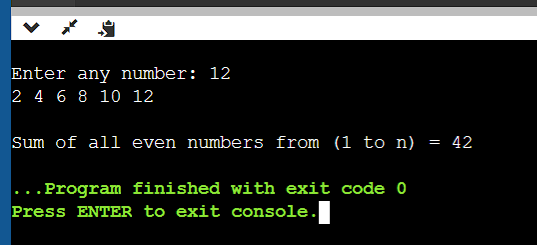 Enter any number: 12
2 4 6 8 10 12
Sum of all even numbers from (1 to n) = 42
...Program finished with exit code 0
Press ENTER to exit console.